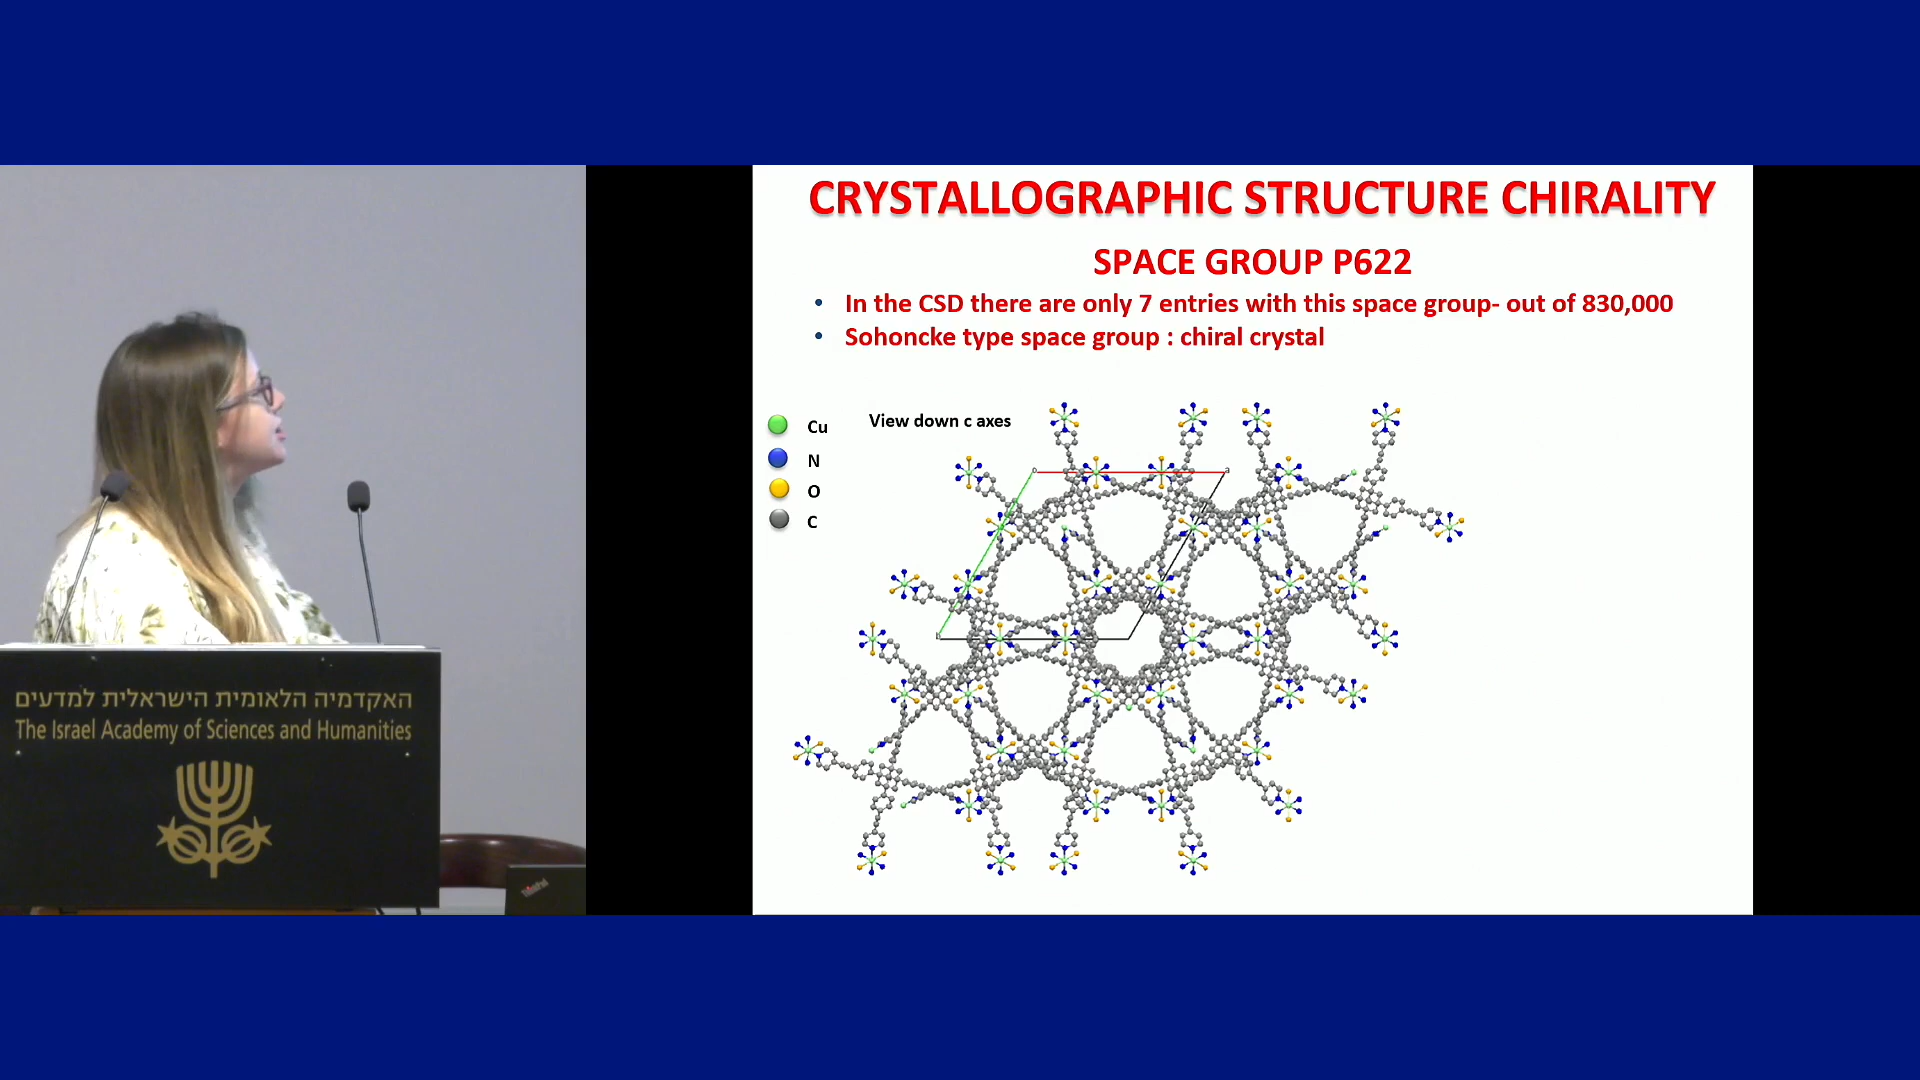 CRYSTALLOGRAPHIC STRUCTURE CHIRALITY
SPACE GROUP P622
• In the CSD there are only 7 entries with this space group- out of 830,000
• Sohoncke type space group : chiral crystal
View down c axes
Cu
N
O
C
o
a
b
האקדמיה הלאומית הישראלית למדעים
The Israel Academy of Sciences and Humanities
ThinkPad